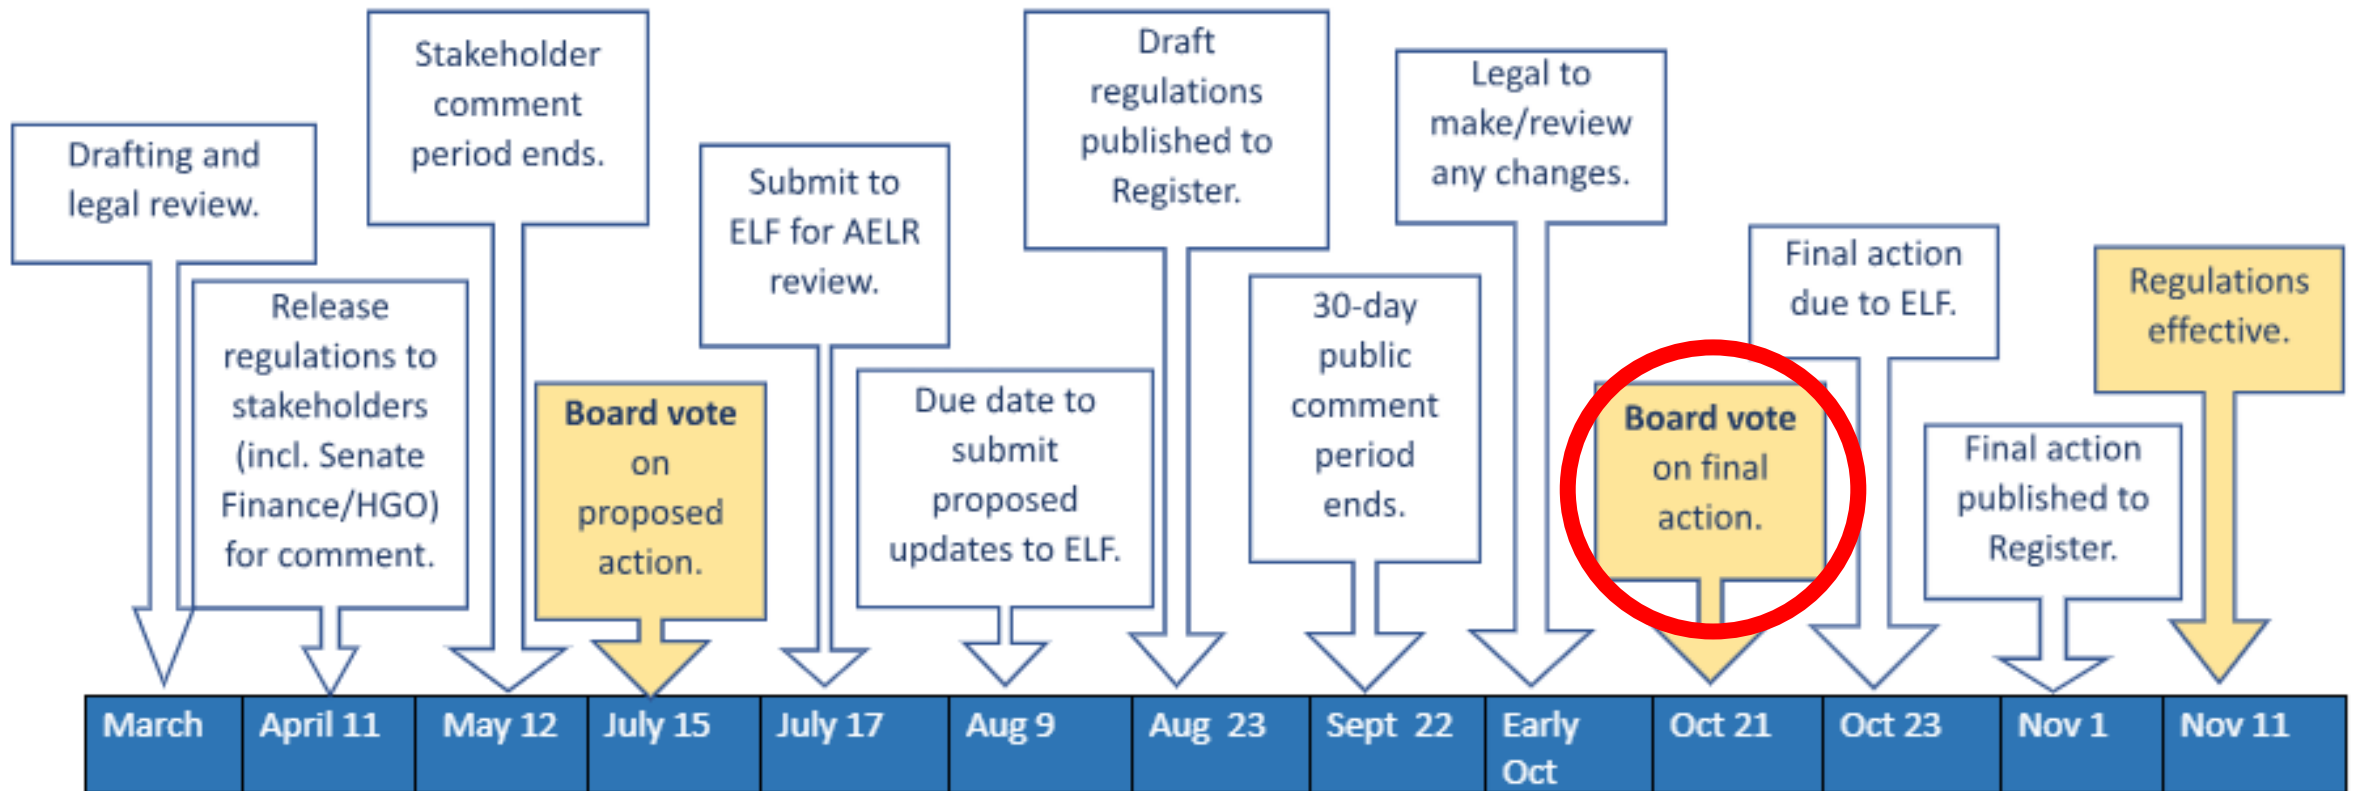 Drafting and
legal review.
Release
regulations to
stakeholders
(incl. Senate
Finance/HGO)
for comment.
Stakeholder
comment
period ends.
Board vote
on
proposed
action.
Submit to
ELF for AELR
review.
Due date to
submit
proposed
updates to ELF.
Draft
regulations
published to
Register.
30-day
public
comment
period
ends.
Legal to
make/review
any changes.
Board vote
on final
action.
Final action
due to ELF.
Final action
published to
Register.
Regulations
effective.
March
April 11
May 12
July 15
July 17
Aug 9
Aug 23
Sept 22
Early
Oct
Oct 21
Oct 23
Nov 1
Nov 11